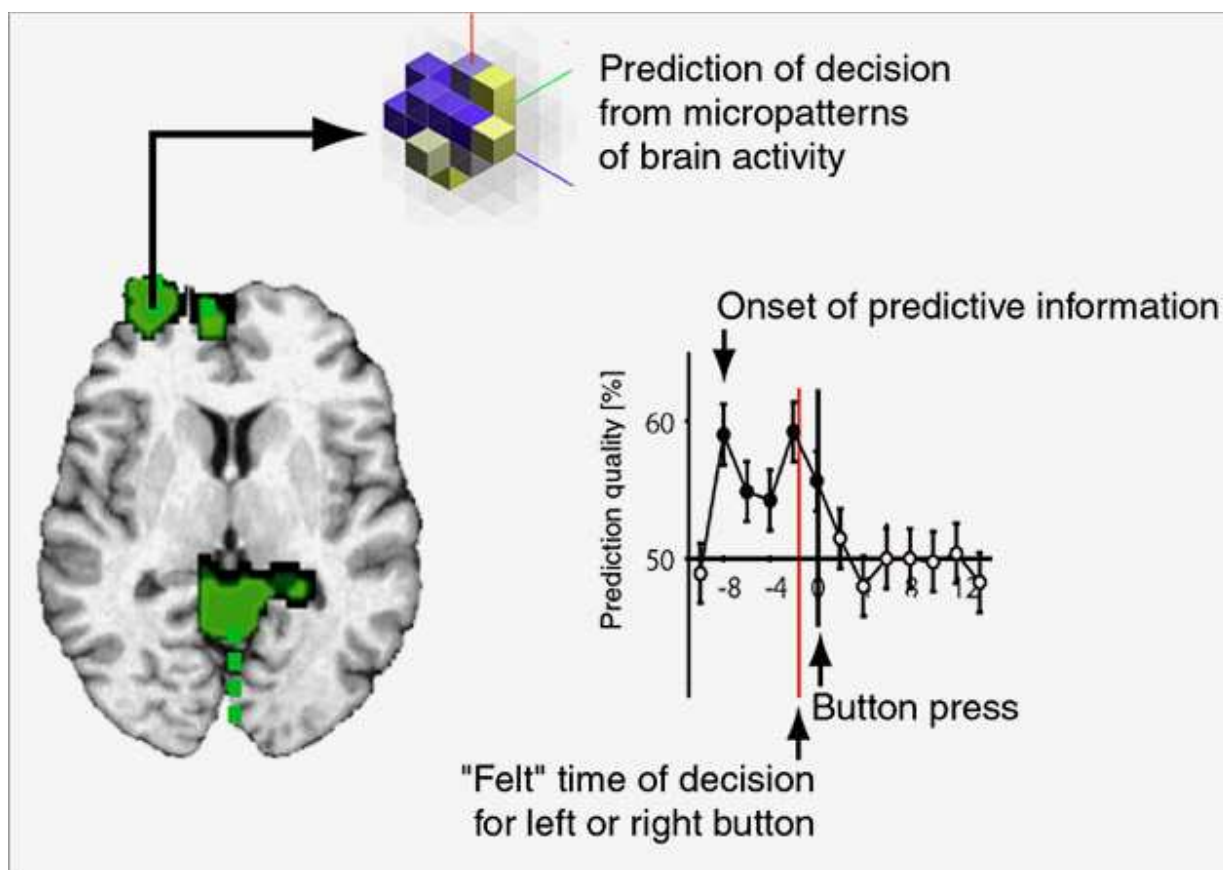 Prediction of decision
from micropatterns
of brain activity
Onset of predictive information
Prediction quality [%]
60
50
-8
-4
0
8
12
Button press
"Felt" time of decision
for left or right button